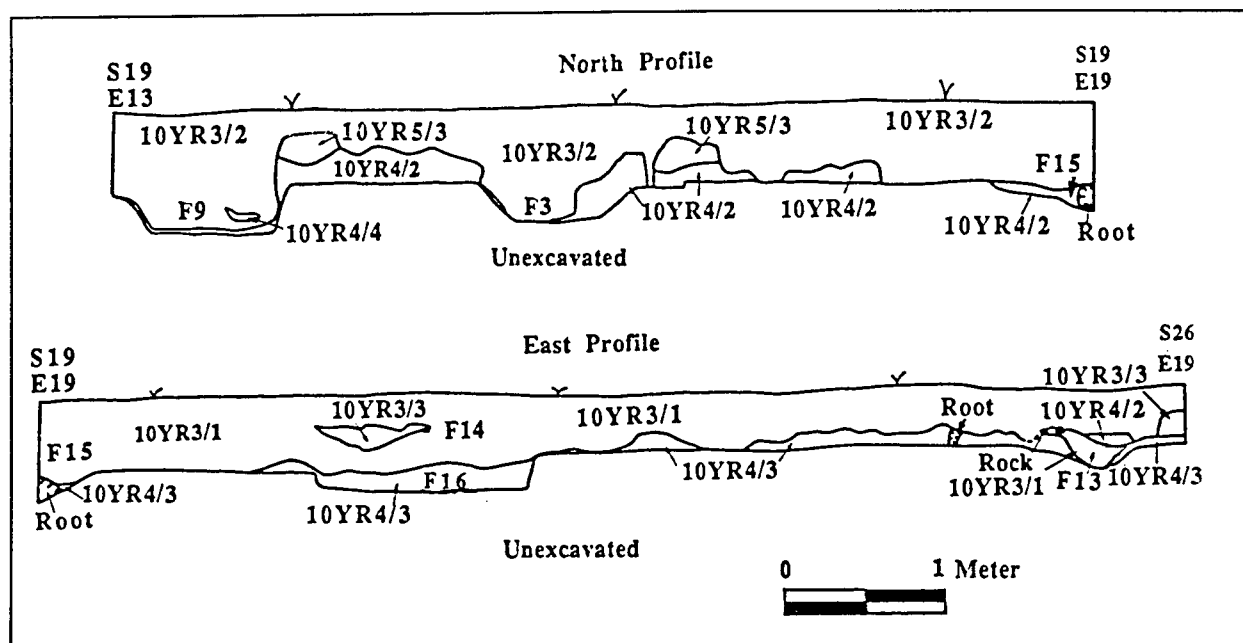 North Profile
S19
E13
S19
E19
10YR3/2
10YR5/3
10YR4/2
10YR3/2
10YR5/3
10YR3/2
F15
F9
10YR4/4
F3
10YR4/2
10YR4/2
10YR4/2
Root
Unexcavated
East Profile
S19
E19
S26
E19
10YR3/3
10YR3/1
10YR3/3
F14
10YR3/1
Root
10YR4/2
F15
10YR4/3
Root
F16
10YR4/3
10YR4/3
Rock
10YR3/1
F13
10YR4/3
Unexcavated
0 1 Meter